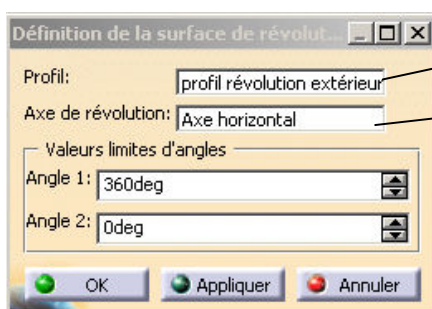 Définition de la surface de révolut...
Profil: profil révolution extérieur
Axe de révolution: Axe horizontal
Valeurs limites d'angles
Angle 1: 360deg
Angle 2: 0deg
OK Appliquer Annuler